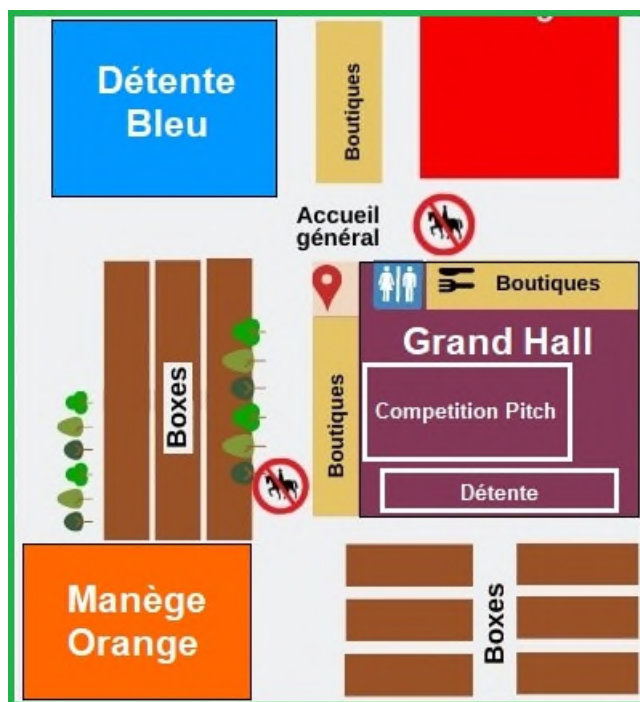 Détente
Bleu
Boutiques
Accueil
général
Boutiques
Grand Hall
Boxes
Boutiques
Competition Pitch
Détente
Manège
Orange
Boxes